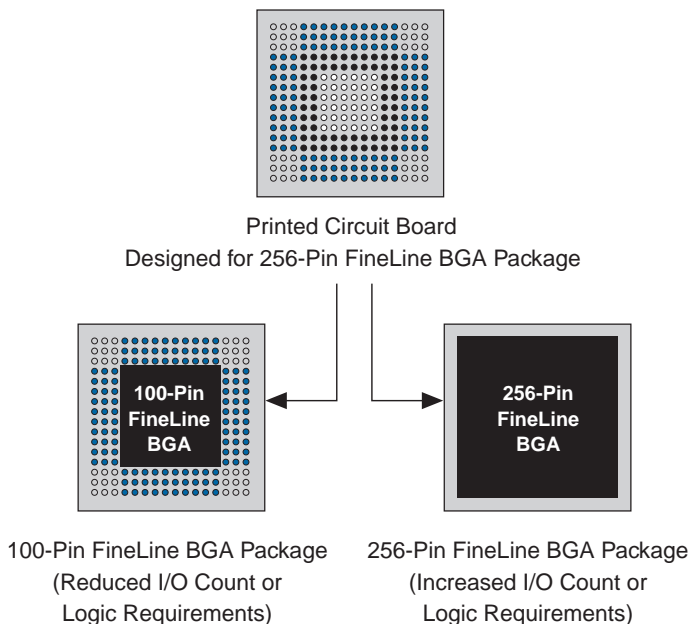 Printed Circuit Board
Designed for 256-Pin FineLine BGA Package
100-Pin
FineLine
BGA
256-Pin
FineLine
BGA
100-Pin FineLine BGA Package
(Reduced I/O Count or
Logic Requirements)
256-Pin FineLine BGA Package
(Increased I/O Count or
Logic Requirements)